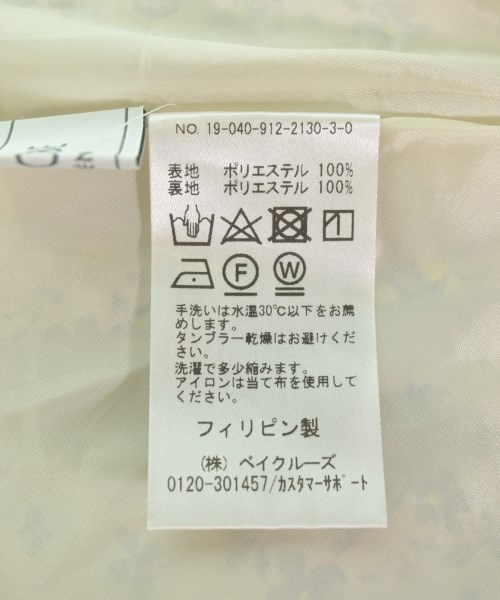 NO. 19-040-912-2130-3-0
表地 ポリエステル 100%
裏地 ポリエステル 100%
F W
手洗いは水温30℃以下をお薦
めします。
タンブラー乾燥はお避けくだ
さい。
洗濯で多少縮みます。
アイロンは当て布を使用して
ください。
フィリピン製
(株) ベイクルーズ
0120-301457/カスタマーサポート